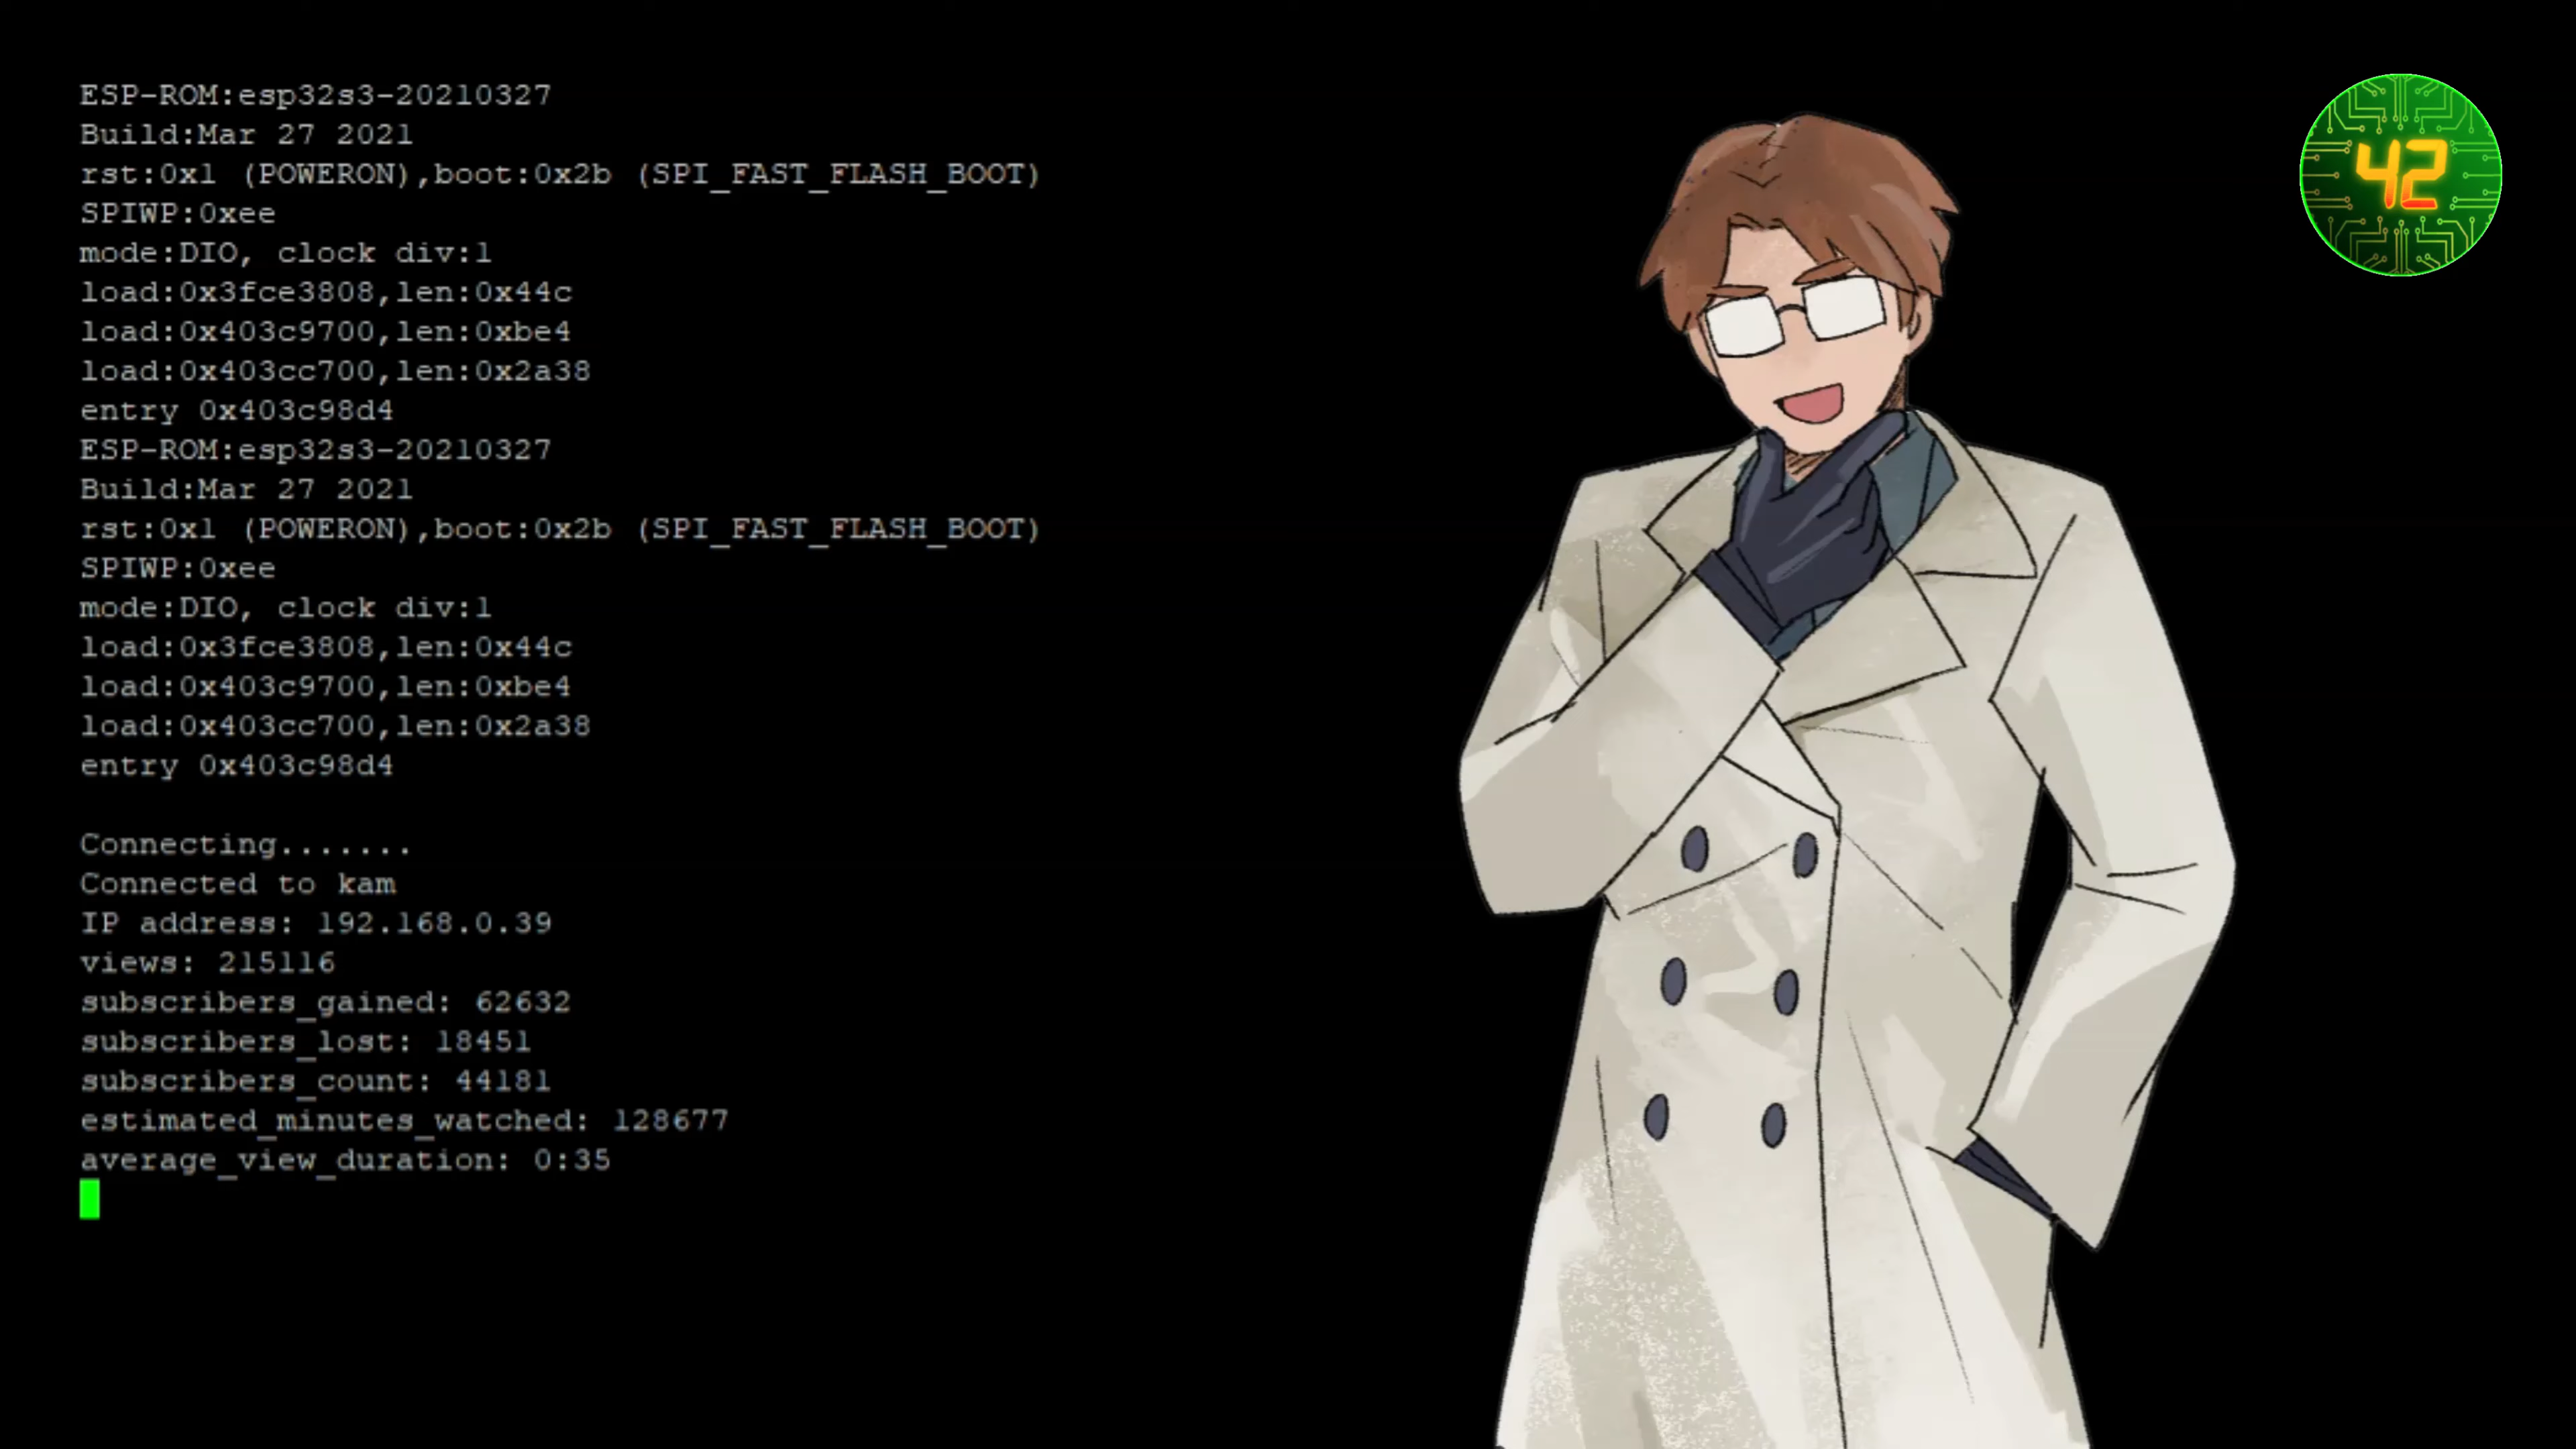 ESP-ROM:esp32s3-20210327
Build:Mar 27 2021
rst:0x1 (POWERON),boot:0x2b (SPI_FAST_FLASH_BOOT)
SPIWP:0xee
mode:DIO, clock div:1
load:0x3fce3808,len:0x44c
load:0x403c9700,len:0xbe4
load:0x403cc700,len:0x2a38
entry 0x403c98d4
ESP-ROM:esp32s3-20210327
Build:Mar 27 2021
rst:0x1 (POWERON),boot:0x2b (SPI_FAST_FLASH_BOOT)
SPIWP:0xee
mode:DIO, clock div:1
load:0x3fce3808,len:0x44c
load:0x403c9700,len:0xbe4
load:0x403cc700,len:0x2a38
entry 0x403c98d4
Connecting.......
Connected to kam
IP address: 192.168.0.39
views: 215116
subscribers_gained: 62632
subscribers_lost: 18451
subscribers_count: 44181
estimated_minutes_watched: 128677
average_view_duration: 0:35
42